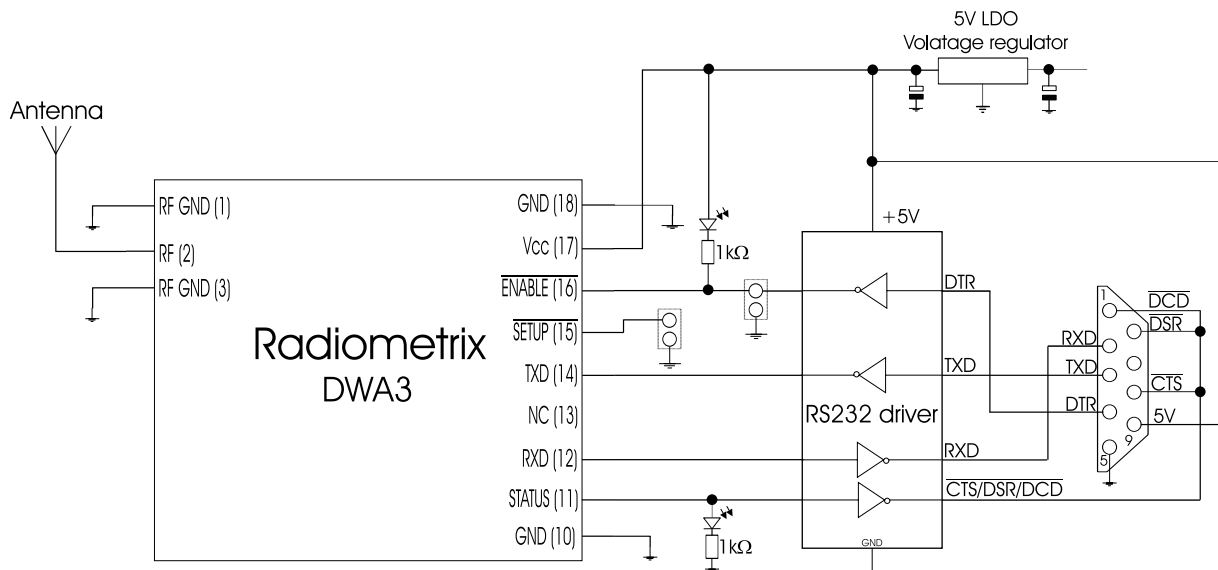 5V LDO
Volatage regulator
Antenna
RF GND (1)
RF (2)
RF GND (3)
Radiometrix
DWA3
GND (18)
Vcc (17)
ENABLE (16)
SETUP (15)
TXD (14)
NC (13)
RXD (12)
STATUS (11)
GND (10)
1kΩ
1kΩ
+5V
RS232 driver
GND
DTR
TXD
RXD
CTS/DSR/DCD
RXD
TXD
DTR
1
5
9
DCD
DSR
CTS
5V